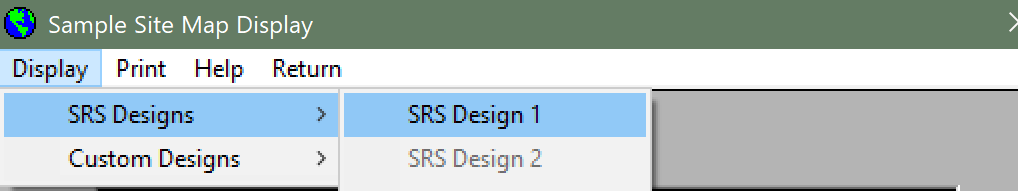 Sample Site Map Display
Display Print Help Return
SRS Designs SRS Design 1
Custom Designs SRS Design 2